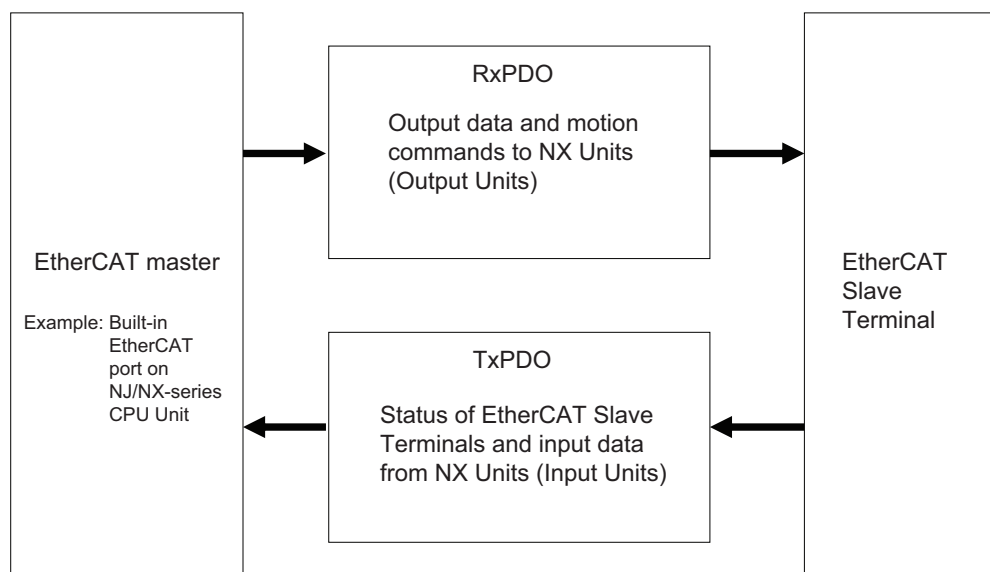 RxPDO
Output data and motion
commands to NX Units
(Output Units)
EtherCAT master
Example: Built-in
EtherCAT
port on
NJ/NX-series
CPU Unit
EtherCAT
Slave
Terminal
TxPDO
Status of EtherCAT Slave
Terminals and input data
from NX Units (Input Units)